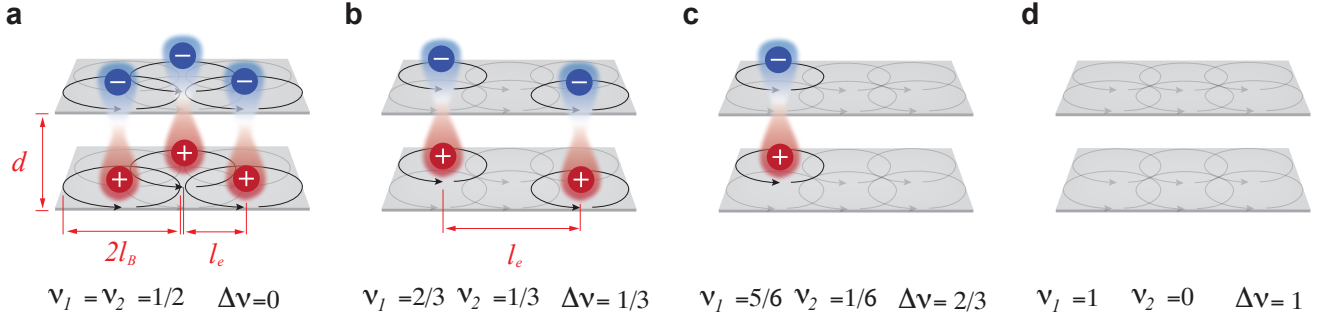 a
b
c
d
− − −
− −
−
+ + +
+ +
+
d
2l_B
l_e
l_e
ν_1 = ν_2 =1/2 Δν=0
ν_1 =2/3 ν_2 =1/3 Δν= 1/3
ν_1 =5/6 ν_2 =1/6 Δν= 2/3
ν_1 =1 ν_2 =0 Δν= 1